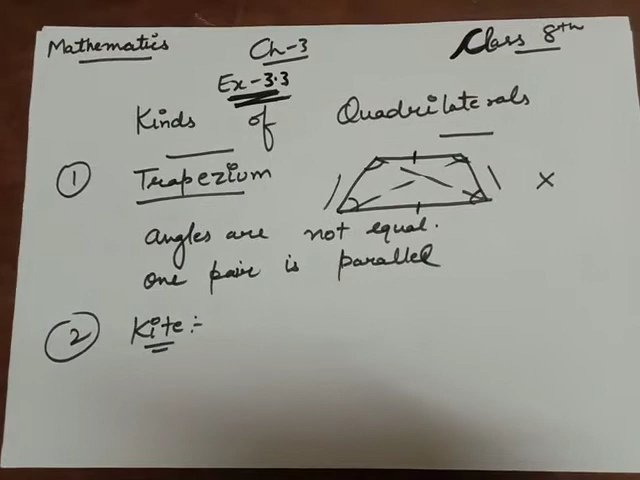 Mathematics Ch-3 Class 8th
Ex-3.3
Kinds of Quadrilaterals
1 Trapezium
angles are not equal.
one pair is parallel
2 Kite:-